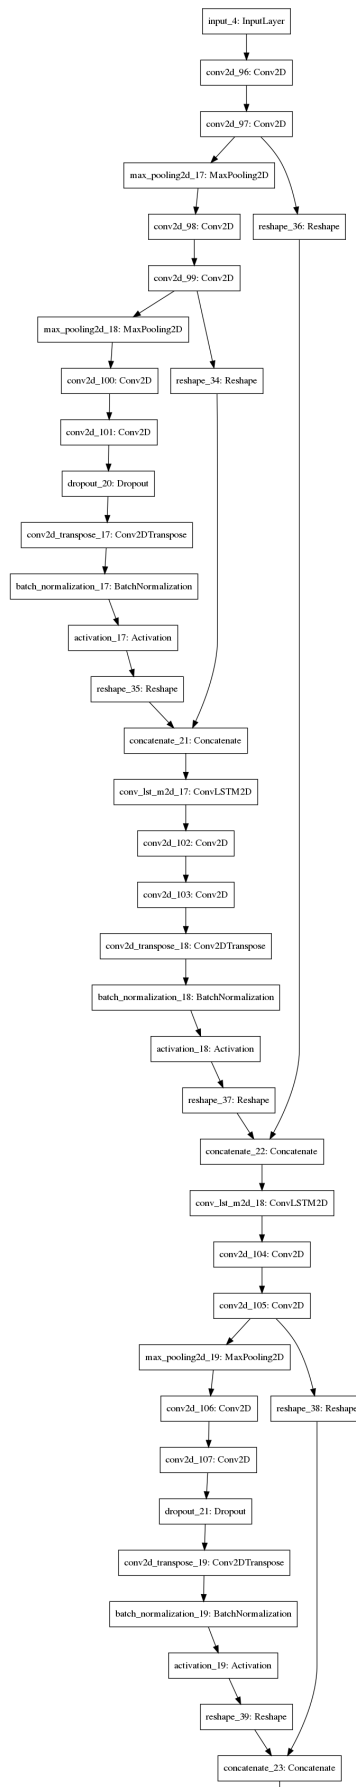 input_4: InputLayer
conv2d_96: Conv2D
conv2d_97: Conv2D
max_pooling2d_17: MaxPooling2D
conv2d_98: Conv2D
reshape_36: Reshape
conv2d_99: Conv2D
max_pooling2d_18: MaxPooling2D
conv2d_100: Conv2D
reshape_34: Reshape
conv2d_101: Conv2D
dropout_20: Dropout
conv2d_transpose_17: Conv2DTranspose
batch_normalization_17: BatchNormalization
activation_17: Activation
reshape_35: Reshape
concatenate_21: Concatenate
conv_lst_m2d_17: ConvLSTM2D
conv2d_102: Conv2D
conv2d_103: Conv2D
conv2d_transpose_18: Conv2DTranspose
batch_normalization_18: BatchNormalization
activation_18: Activation
reshape_37: Reshape
concatenate_22: Concatenate
conv_lst_m2d_18: ConvLSTM2D
conv2d_104: Conv2D
conv2d_105: Conv2D
max_pooling2d_19: MaxPooling2D
conv2d_106: Conv2D
reshape_38: Reshape
conv2d_107: Conv2D
dropout_21: Dropout
conv2d_transpose_19: Conv2DTranspose
batch_normalization_19: BatchNormalization
activation_19: Activation
reshape_39: Reshape
concatenate_23: Concatenate